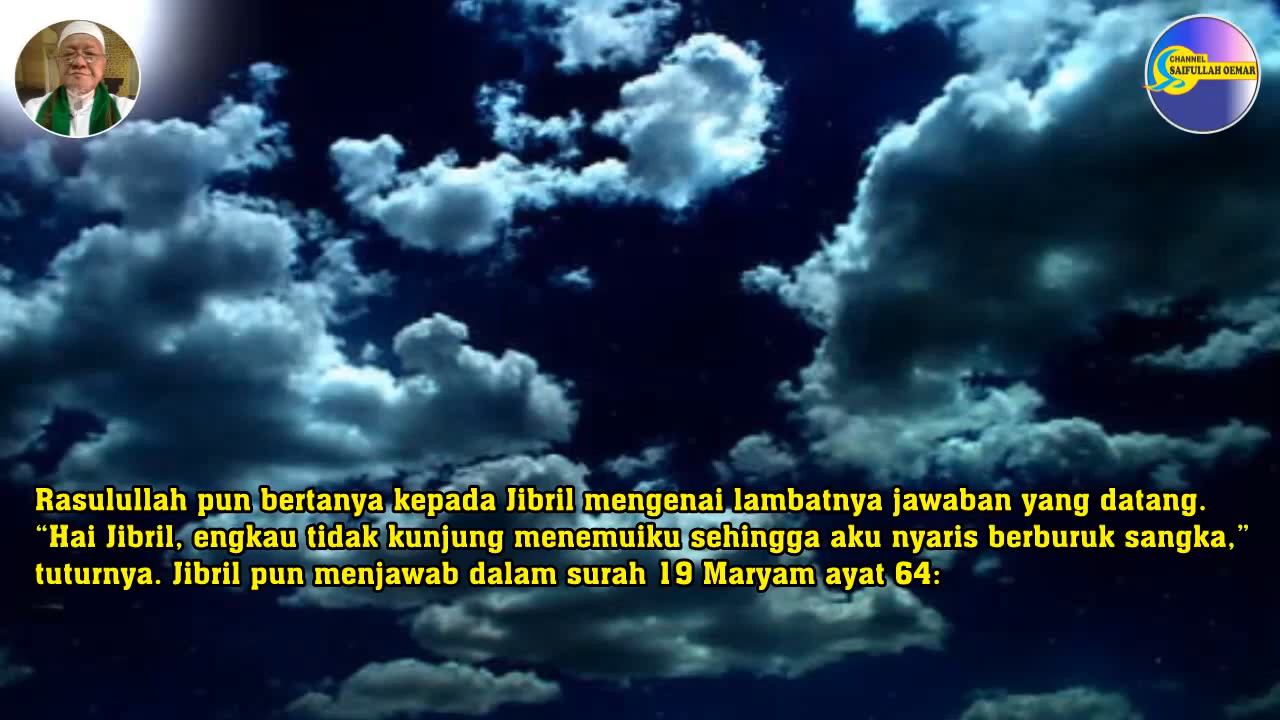 CHANNEL
SAIFULLAH OEMAR
Rasulullah pun bertanya kepada Jibril mengenai lambatnya jawaban yang datang.
“Hai Jibril, engkau tidak kunjung menemuiku sehingga aku nyaris berburuk sangka,”
tuturnya. Jibril pun menjawab dalam surah 19 Maryam ayat 64: